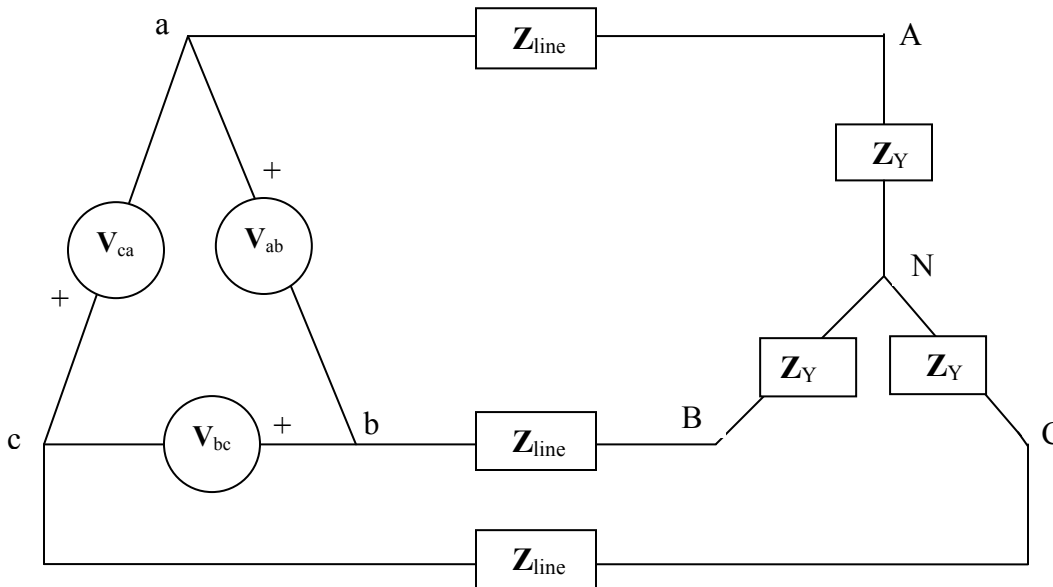 a
Z_line
A
Z_Y
+
V_ca
V_ab
N
+
Z_Y
Z_Y
c
V_bc
+
b
Z_line
B
C
Z_line